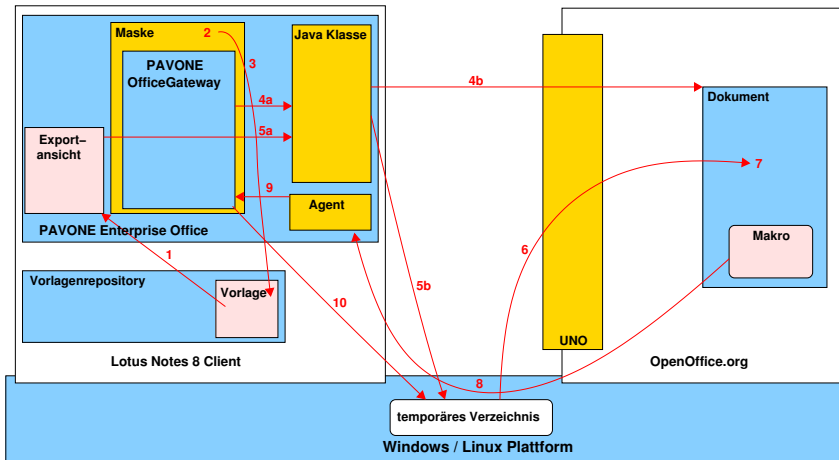 Maske
2
Java Klasse
3
PAVONE
OfficeGateway
4a
4b
Dokument
5a
Export–
ansicht
7
9
Agent
PAVONE Enterprise Office
6
Makro
1
Vorlagenrepository
Vorlage
5b
10
UNO
Lotus Notes 8 Client
OpenOffice.org
8
temporäres Verzeichnis
Windows / Linux Plattform